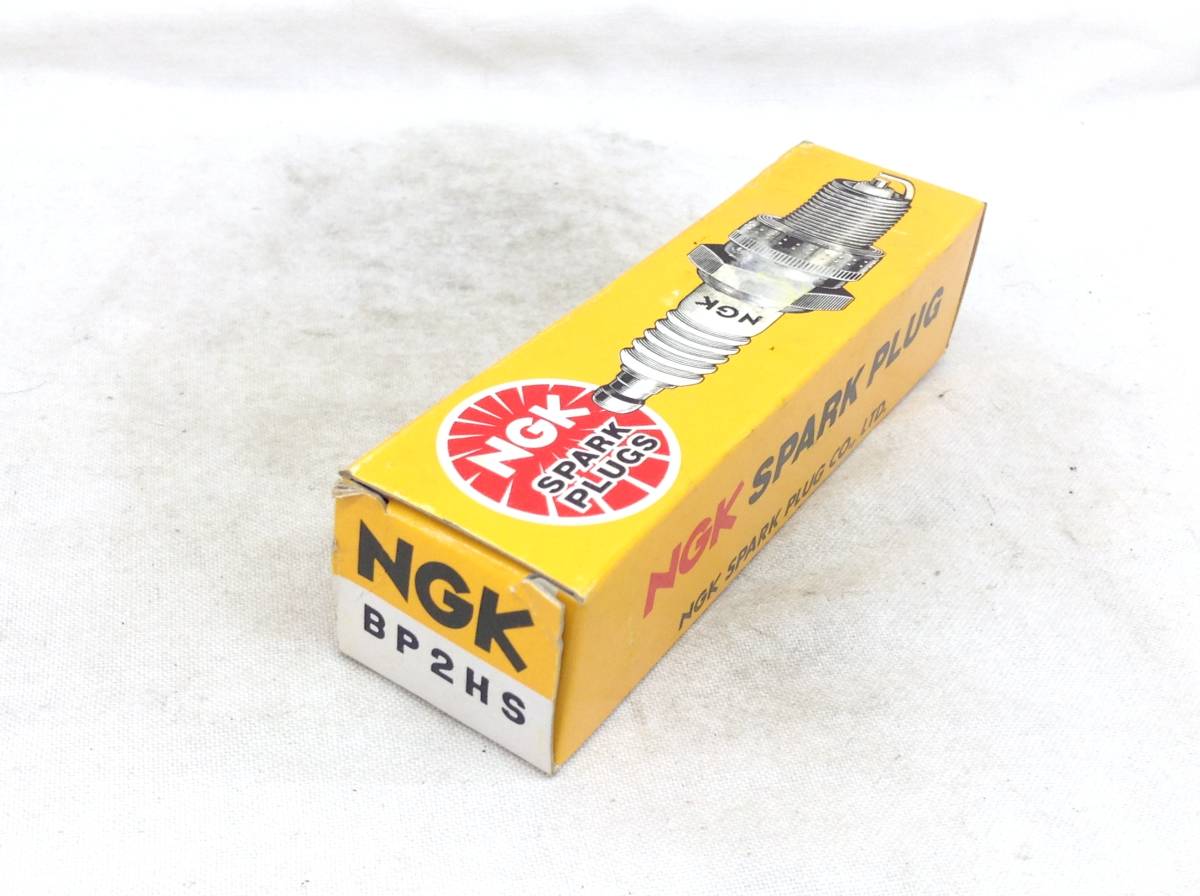 NGK
NGK
SPARK
PLUGS
NGK SPARK PLUG
NGK SPARK PLUG CO., LTD.
NGK
BP2HS